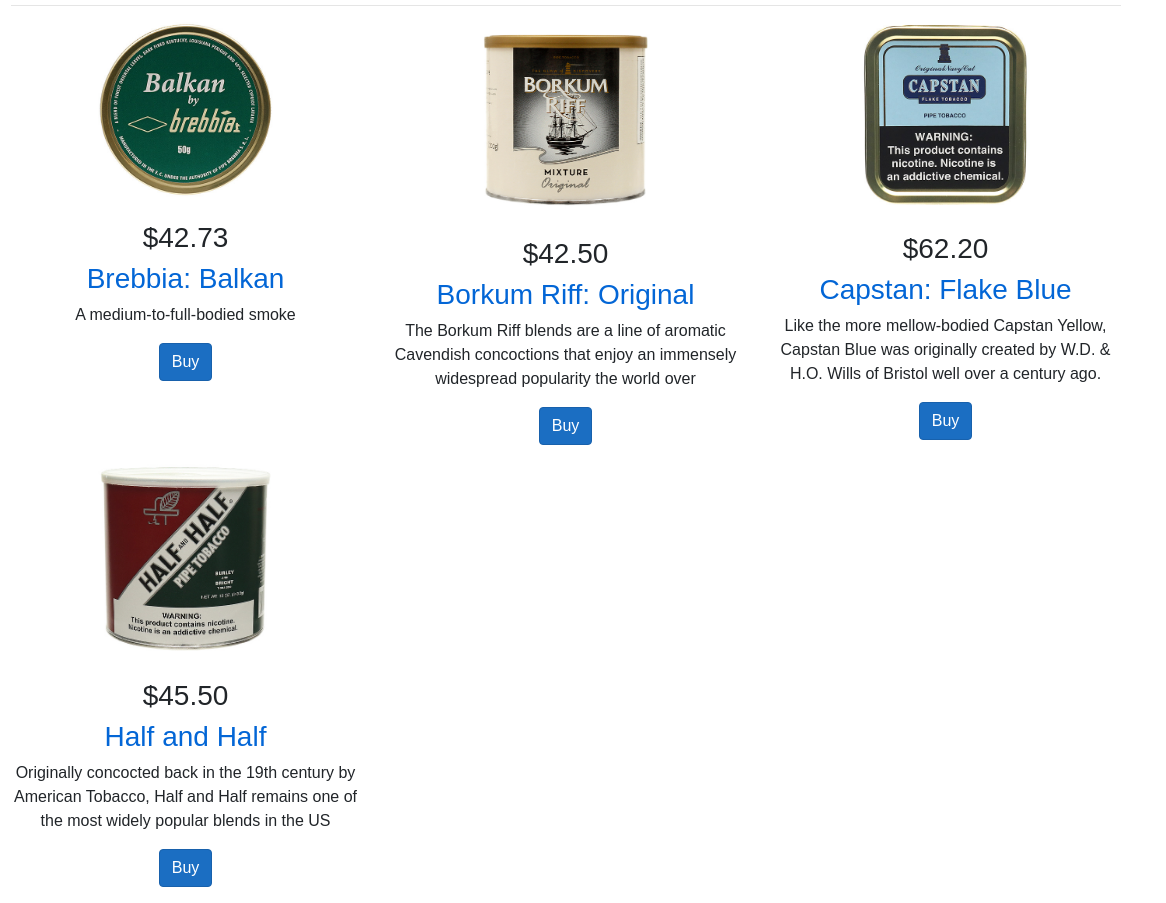 Balkan
by
brebbia
50g
$42.73
Brebbia: Balkan
A medium-to-full-bodied smoke
Buy
BORKUM
RIFF
MIXTURE
Original
$42.50
Borkum Riff: Original
The Borkum Riff blends are a line of aromatic
Cavendish concoctions that enjoy an immensely
widespread popularity the world over
Buy
Original Navy Cut
CAPSTAN
FLAKE TOBACCO
PIPE TOBACCO
WARNING:
This product contains
nicotine. Nicotine is
an addictive chemical.
$62.20
Capstan: Flake Blue
Like the more mellow-bodied Capstan Yellow,
Capstan Blue was originally created by W.D. &
H.O. Wills of Bristol well over a century ago.
Buy
HALF AND HALF
PIPE TOBACCO
BURLEY
BRIGHT
WARNING:
This product contains nicotine.
Nicotine is an addictive chemical.
$45.50
Half and Half
Originally concocted back in the 19th century by
American Tobacco, Half and Half remains one of
the most widely popular blends in the US
Buy